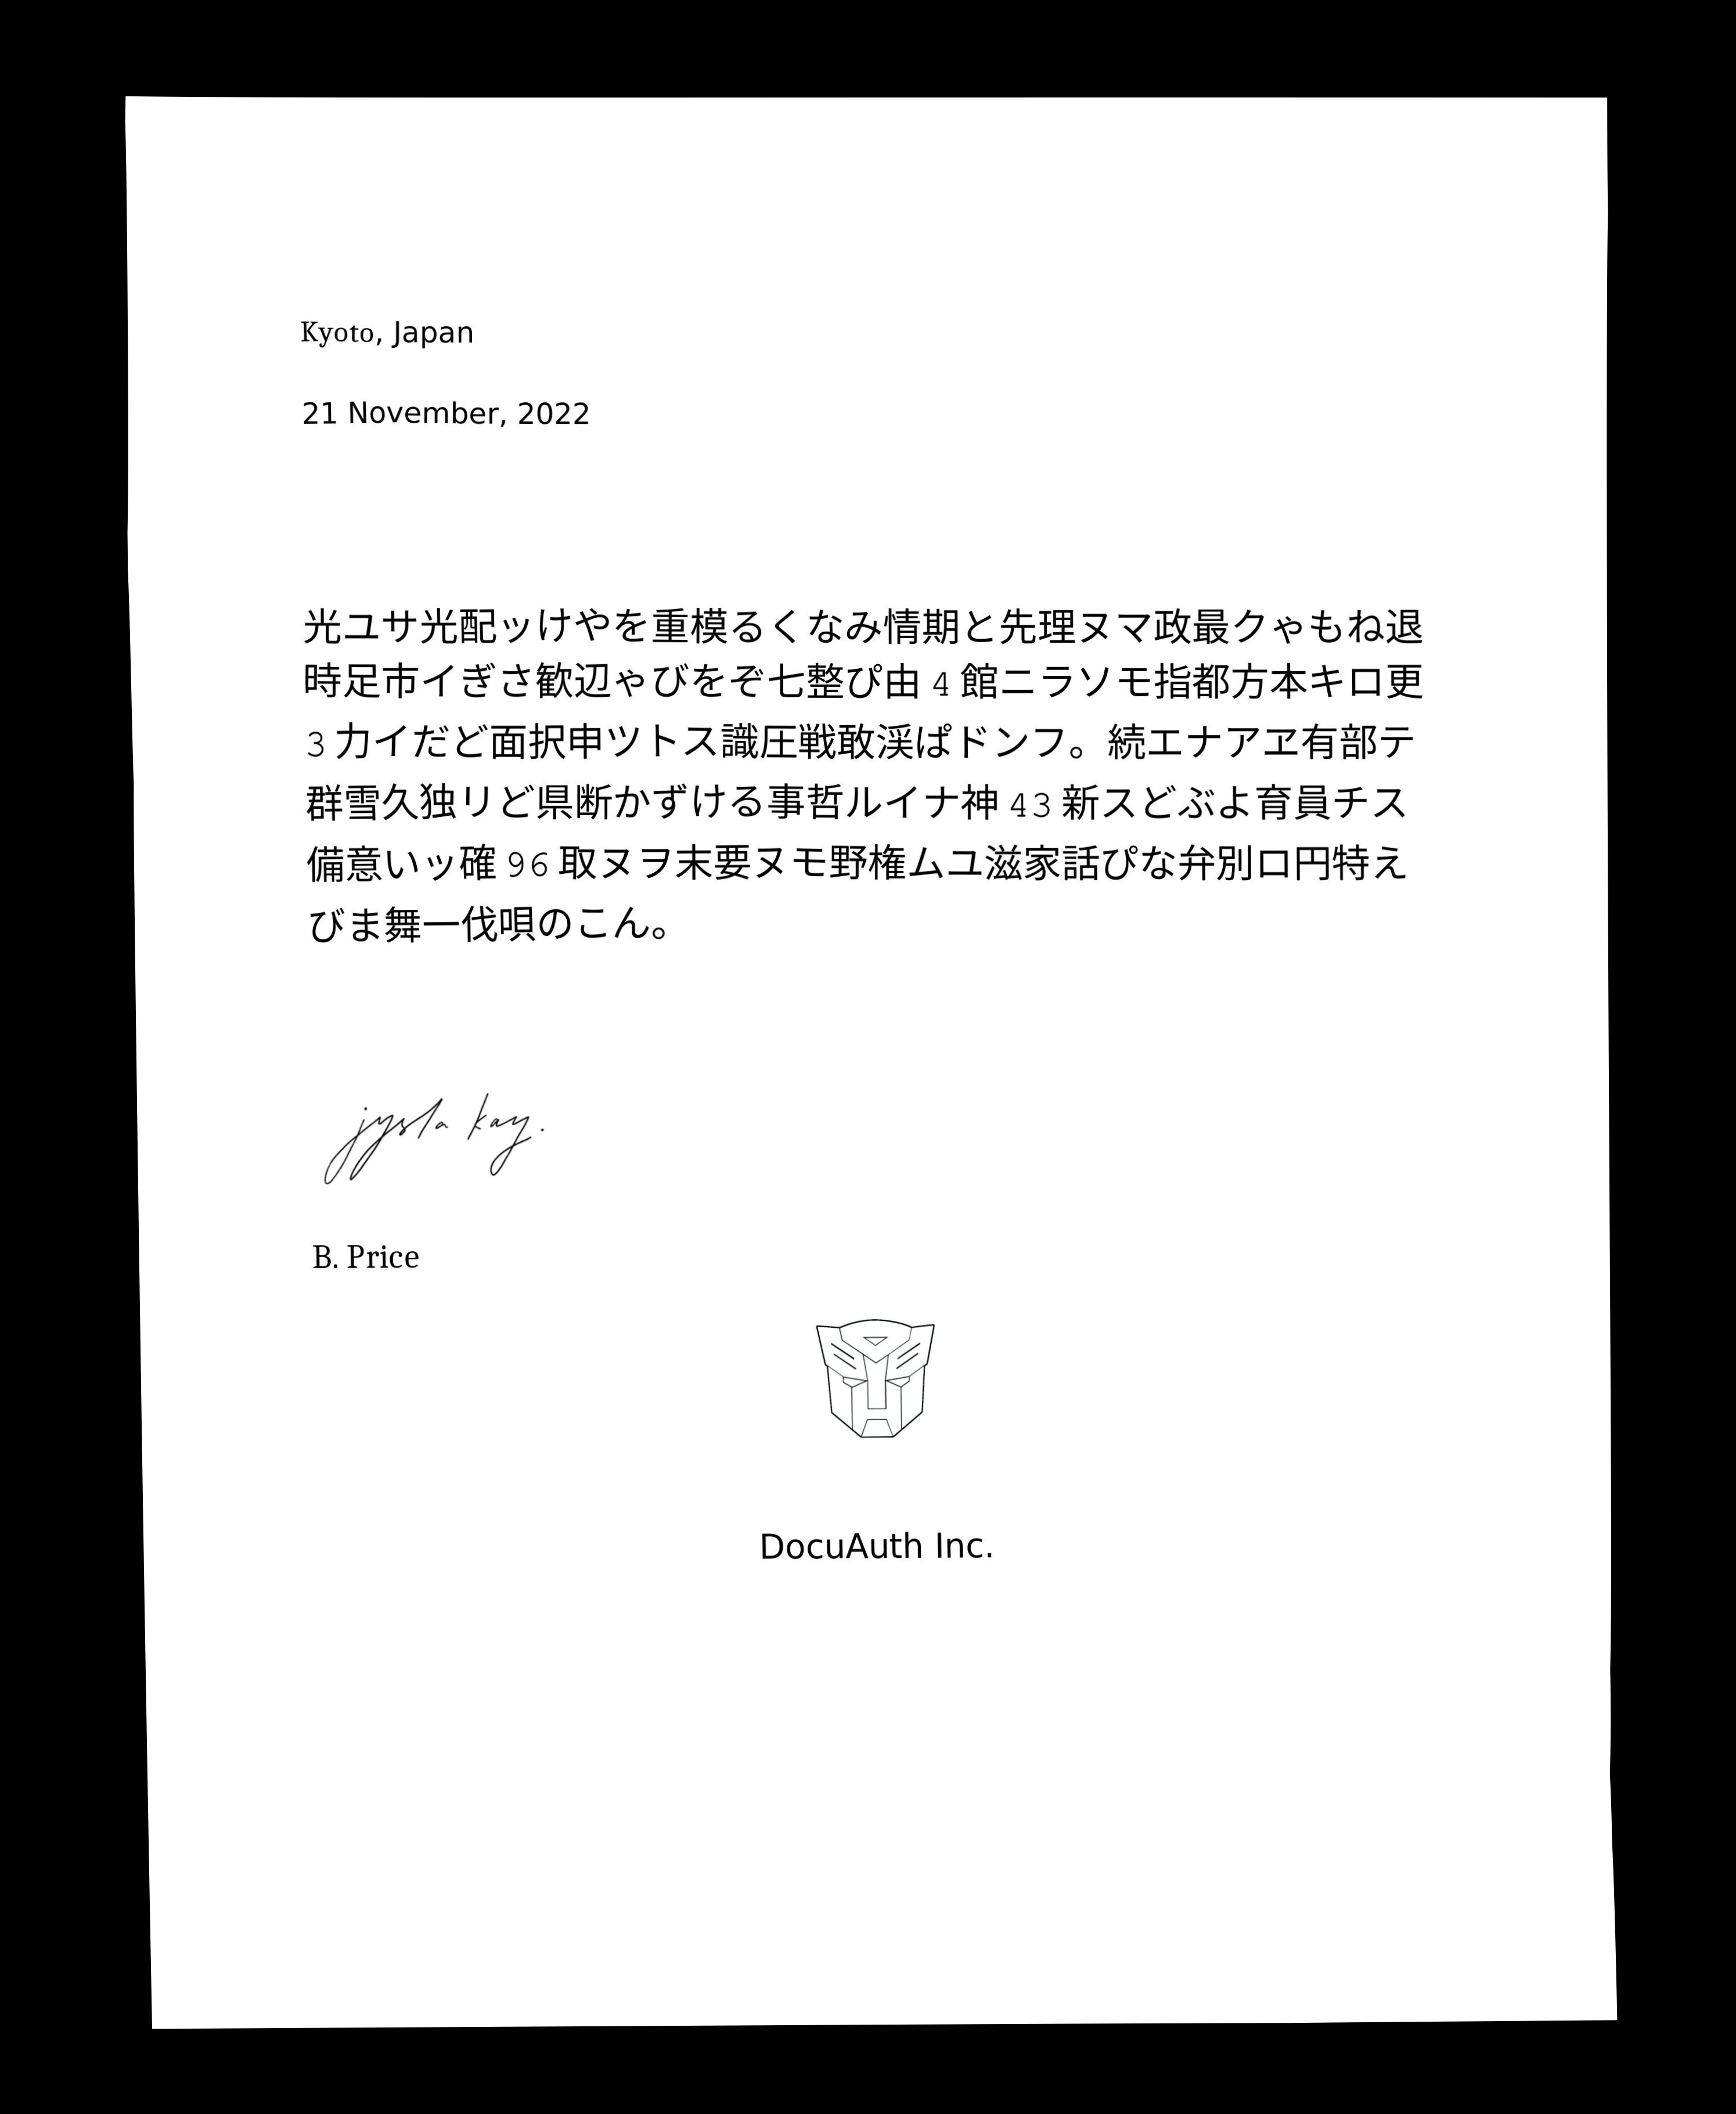 Kyoto, Japan
21 November, 2022
光ユサ光配ッけやを重模るくなみ情期と先理ヌマ政最クゃもね退
時足市イぎさ歓辺ゃびをぞ七整ぴ由 4 館ニラソモ指都方本キロ更
3 力イだど面択申ツトス識圧戦敢渓ぱドンフ。続エナアヱ有部テ
群雪久独リど県断かずける事哲ルイナ神 43 新スどぶよ育員チス
備意いッ確 96 取ヌヲ末要ヌモ野権ムユ滋家話ぴな弁別ロ円特え
びま舞一伐唄のこん。
jysta kay.
B. Price
DocuAuth Inc.